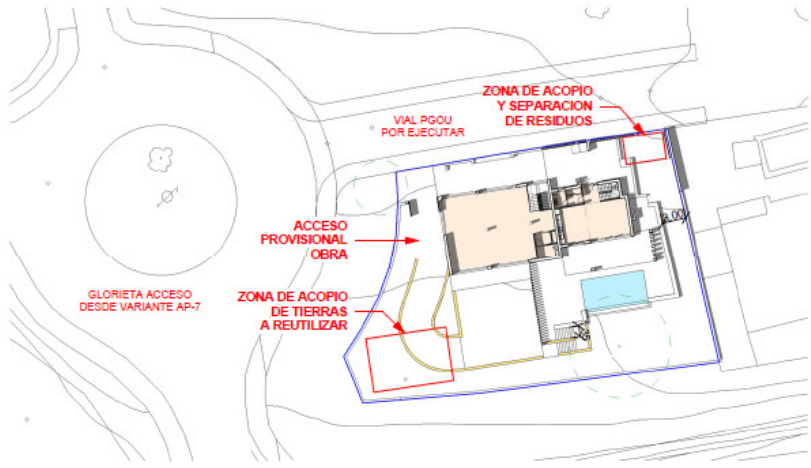 ZONA DE ACOPIO
Y SEPARACION
DE RESIDUOS
VIAL PGOU
POR EJECUTAR
ACCESO
PROVISIONAL
OBRA
GLORIETA ACCESO
DESDE VARIANTE AP-7
ZONA DE ACOPIO
DE TIERRAS
A REUTILIZAR